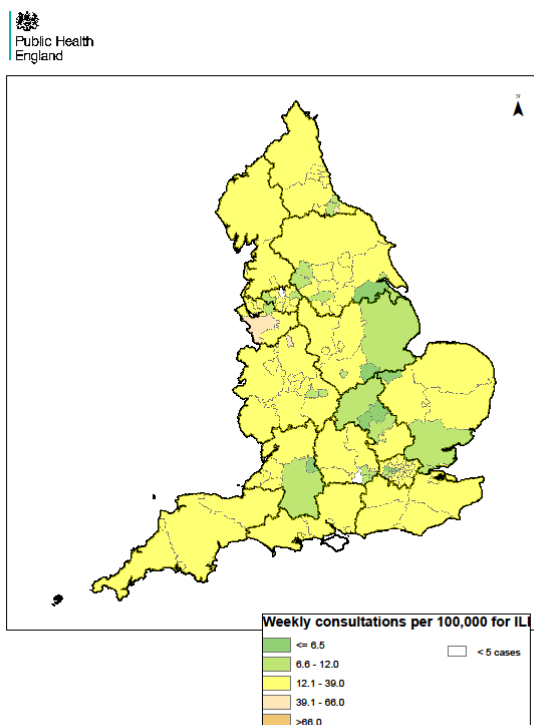 Public Health
England
N
Weekly consultations per 100,000 for ILI
<= 6.5
< 5 cases
6.6 - 12.0
12.1 - 39.0
39.1 - 66.0
>66.0